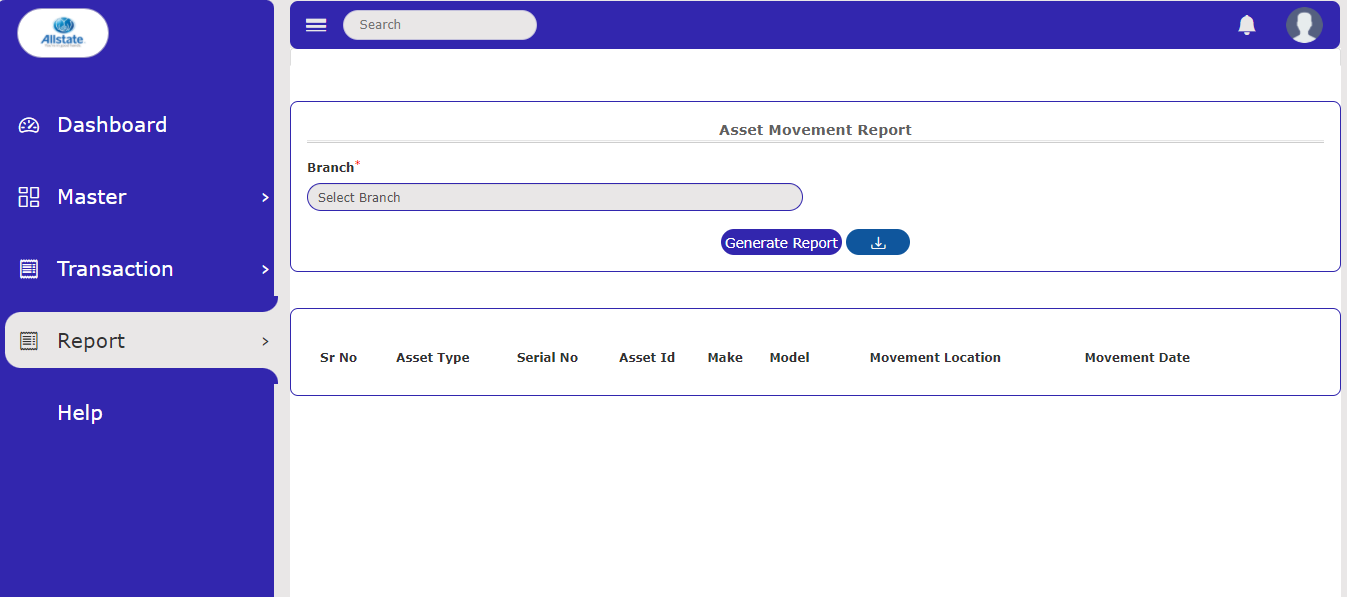 Allstate
Search
Dashboard
Master
Transaction
Report
Help
Asset Movement Report
Branch*
Select Branch
Generate Report
Sr No Asset Type Serial No Asset Id Make Model Movement Location Movement Date